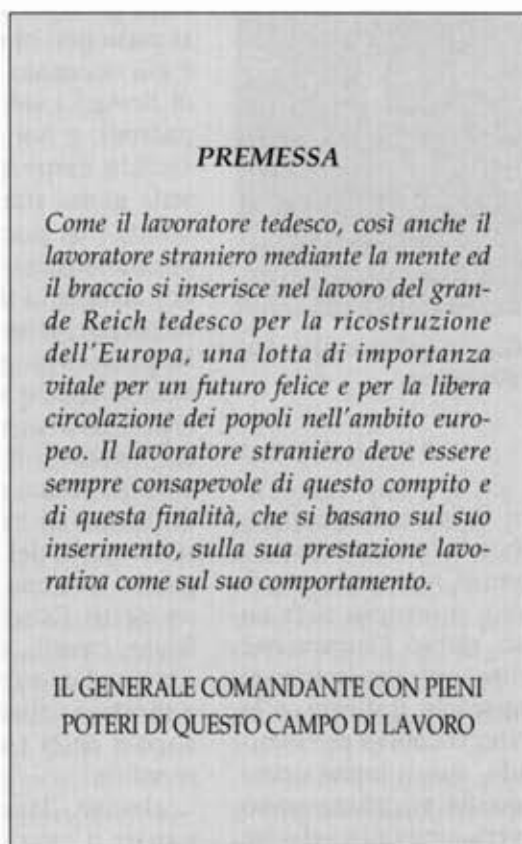 PREMESSA
Come il lavoratore tedesco, così anche il
lavoratore straniero mediante la mente ed
il braccio si inserisce nel lavoro del gran-
de Reich tedesco per la ricostruzione
dell'Europa, una lotta di importanza
vitale per un futuro felice e per la libera
circolazione dei popoli nell'ambito euro-
peo. Il lavoratore straniero deve essere
sempre consapevole di questo compito e
di questa finalità, che si basano sul suo
inserimento, sulla sua prestazione lavo-
rativa come sul suo comportamento.
IL GENERALE COMANDANTE CON PIENI
POTERI DI QUESTO CAMPO DI LAVORO